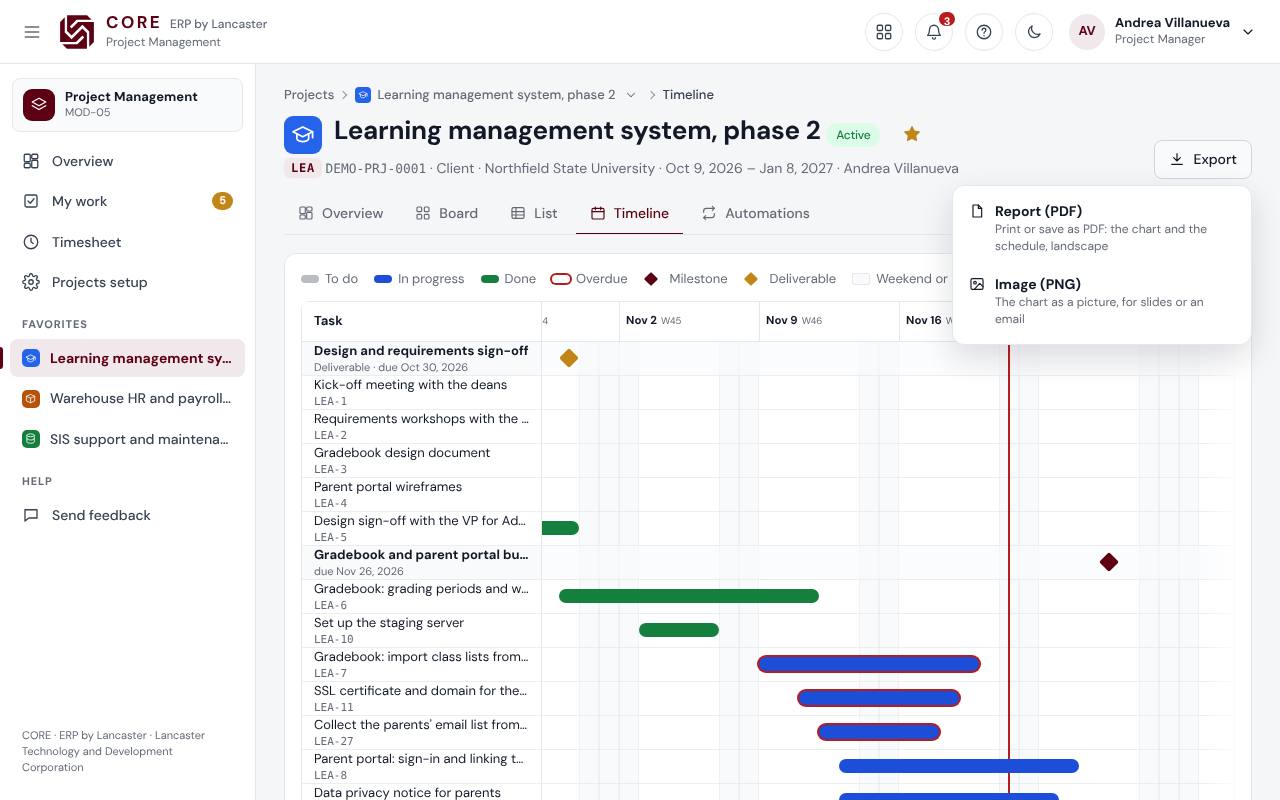 CORE ERP by Lancaster
Project Management
3
AV
Andrea Villanueva
Project Manager
Project Management
MOD-05
Overview
My work 5
Timesheet
Projects setup
FAVORITES
Learning management sy...
Warehouse HR and payroll...
SIS support and maintena...
HELP
Send feedback
CORE · ERP by Lancaster · Lancaster
Technology and Development
Corporation
Projects Learning management system, phase 2 Timeline
Learning management system, phase 2 Active
LEA DEMO-PRJ-0001 · Client · Northfield State University · Oct 9, 2026 – Jan 8, 2027 · Andrea Villanueva
Export
Report (PDF)
Print or save as PDF: the chart and the
schedule, landscape
Image (PNG)
The chart as a picture, for slides or an
email
Overview Board List Timeline Automations
To do In progress Done Overdue Milestone Deliverable Weekend or
Task 4 Nov 2 W45 Nov 9 W46 Nov 16
Design and requirements sign-off
Deliverable · due Oct 30, 2026
Kick-off meeting with the deans
LEA-1
Requirements workshops with the ...
LEA-2
Gradebook design document
LEA-3
Parent portal wireframes
LEA-4
Design sign-off with the VP for Ad...
LEA-5
Gradebook and parent portal bu...
due Nov 26, 2026
Gradebook: grading periods and w...
LEA-6
Set up the staging server
LEA-10
Gradebook: import class lists from...
LEA-7
SSL certificate and domain for the...
LEA-11
Collect the parents' email list from...
LEA-27
Parent portal: sign-in and linking t...
LEA-8
Data privacy notice for parents